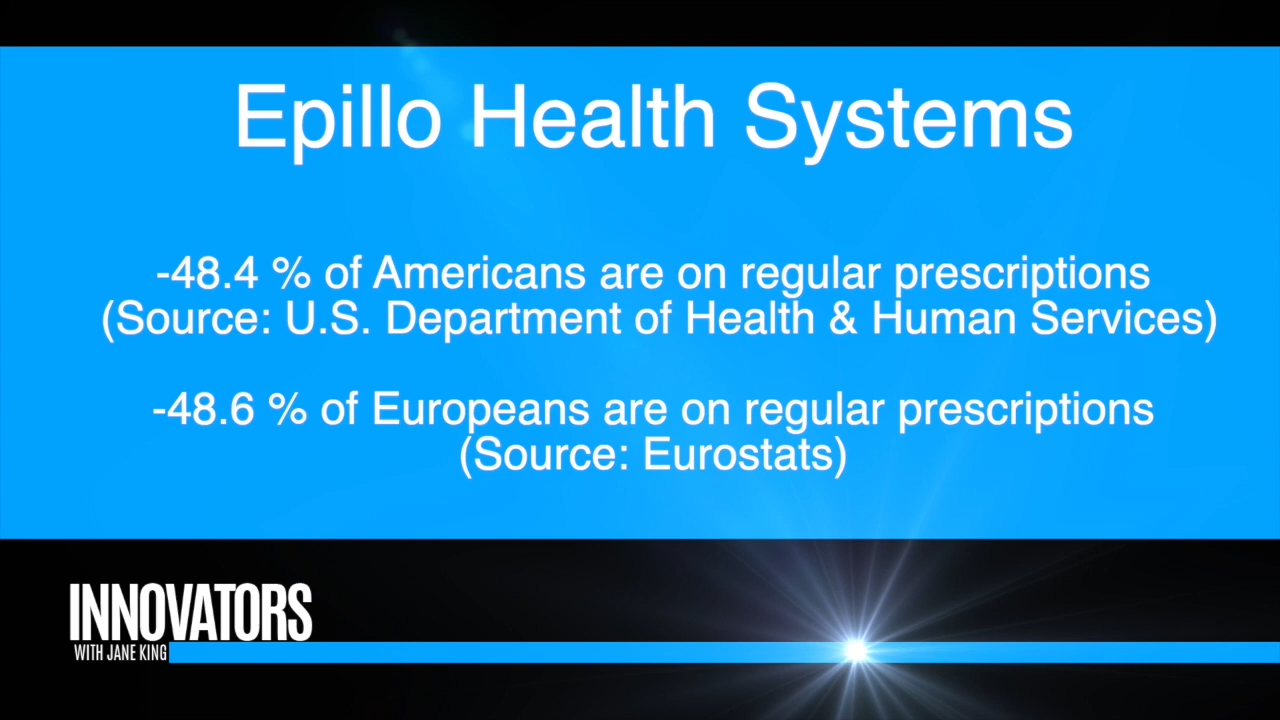 Epillo Health Systems
-48.4 % of Americans are on regular prescriptions
(Source: U.S. Department of Health & Human Services)
-48.6 % of Europeans are on regular prescriptions
(Source: Eurostats)
INNOVATORS
WITH JANE KING